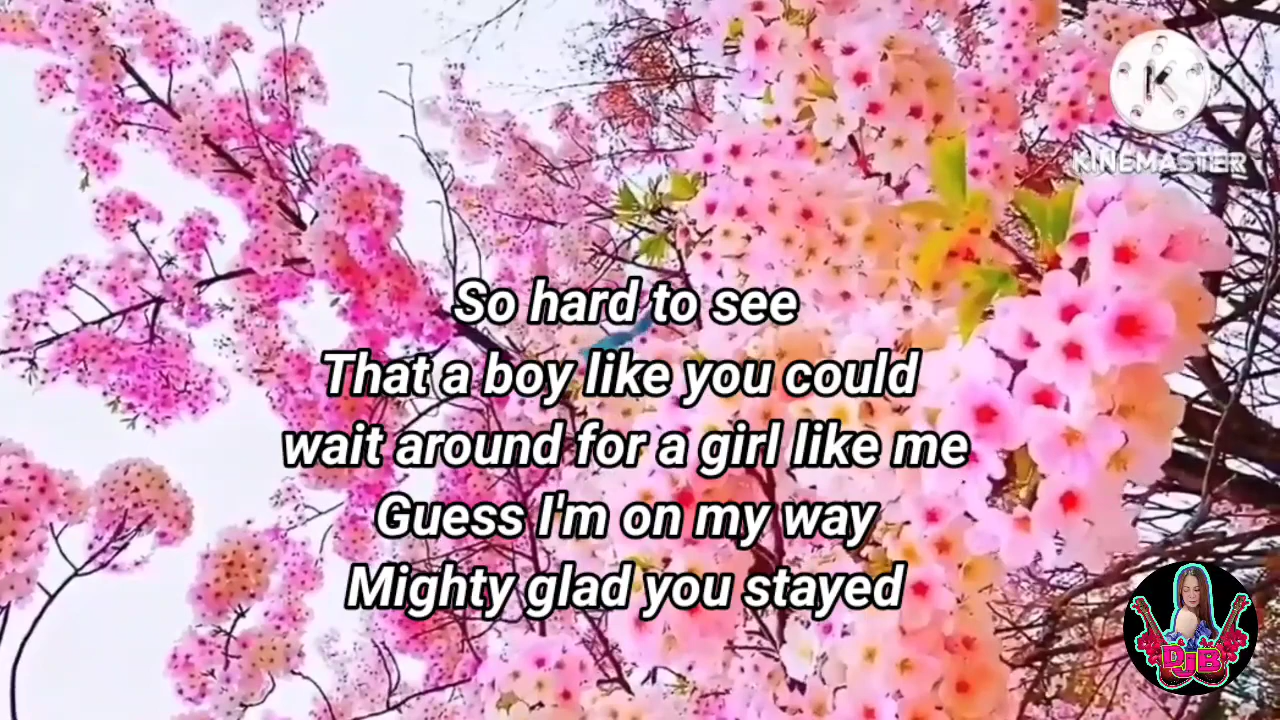 K
KINEMASTER
So hard to see
That a boy like you could
wait around for a girl like me
Guess I'm on my way
Mighty glad you stayed
DJB